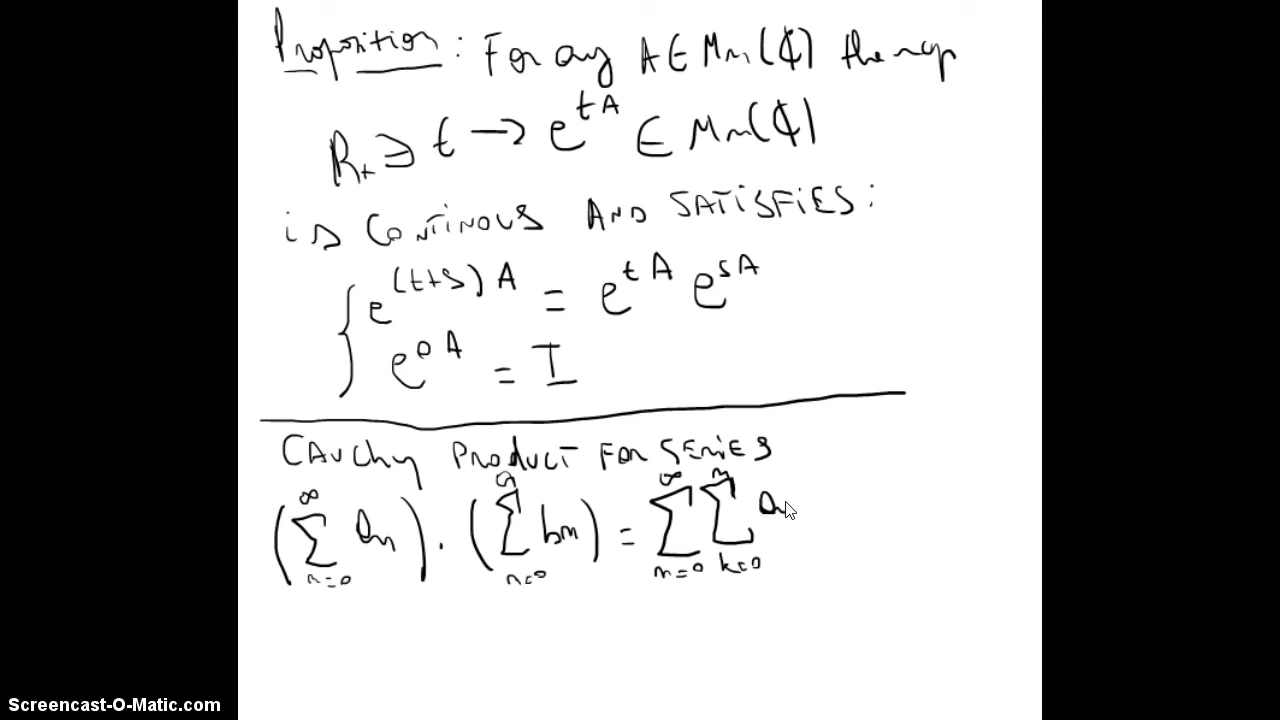 Proposition: For any A ∈ Mn(ℂ) the map
R+ ∋ t → e^{tA} ∈ Mn(ℂ)
is CONTINOUS AND SATISFIES:
{ e^{(t+s)A} = e^{tA} e^{sA}
e^{0A} = I
CAUChy PRODUCT FOR SERIES
(∑_{n=0}^{∞} an) · (∑_{n=0}^{∞} bn) = ∑_{n=0}^{∞} ∑_{k=0}^{n} a
Screencast-O-Matic.com